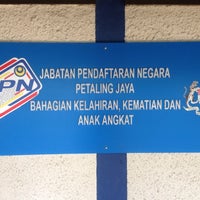 JPN
JABATAN PENDAFTARAN NEGARA
PETALING JAYA
BAHAGIAN KELAHIRAN, KEMATIAN DAN
ANAK ANGKAT